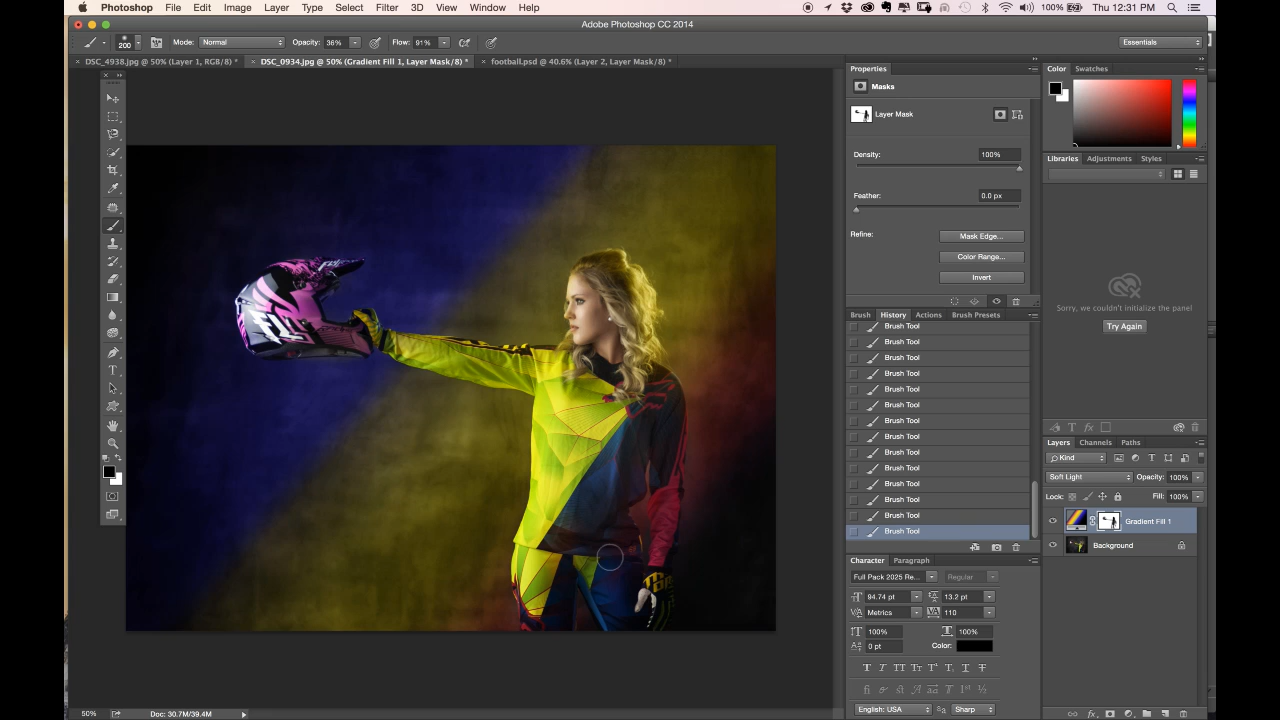 Photoshop File Edit Image Layer Type Select Filter 3D View Window Help 100% Thu 12:31 PM
Adobe Photoshop CC 2014
200 Mode: Normal Opacity: 36% Flow: 91% Essentials
DSC_4938.jpg @ 50% (Layer 1, RGB/8) * DSC_0934.jpg @ 50% (Gradient Fill 1, Layer Mask/8) * football.psd @ 40.6% (Layer 2, Layer Mask/8) *
Properties
Masks
Layer Mask
Density: 100%
Feather: 0.0 px
Refine: Mask Edge...
Color Range...
Invert
Brush History Actions Brush Presets
Brush Tool
Brush Tool
Brush Tool
Brush Tool
Brush Tool
Brush Tool
Brush Tool
Brush Tool
Brush Tool
Brush Tool
Brush Tool
Brush Tool
Brush Tool
Brush Tool
Character Paragraph
Full Pack 2025 Re... Regular
94.74 pt 13.2 pt
Metrics 110
100% 100%
0 pt Color:
T T TT Tr T¹ T₁ T T
English: USA Sharp
Color Swatches
Libraries Adjustments Styles
Sorry, we couldn't initialize the panel
Try Again
Layers Channels Paths
Kind
Soft Light Opacity: 100%
Lock: Fill: 100%
Gradient Fill 1
Background
50% Doc: 30.7M/39.4M